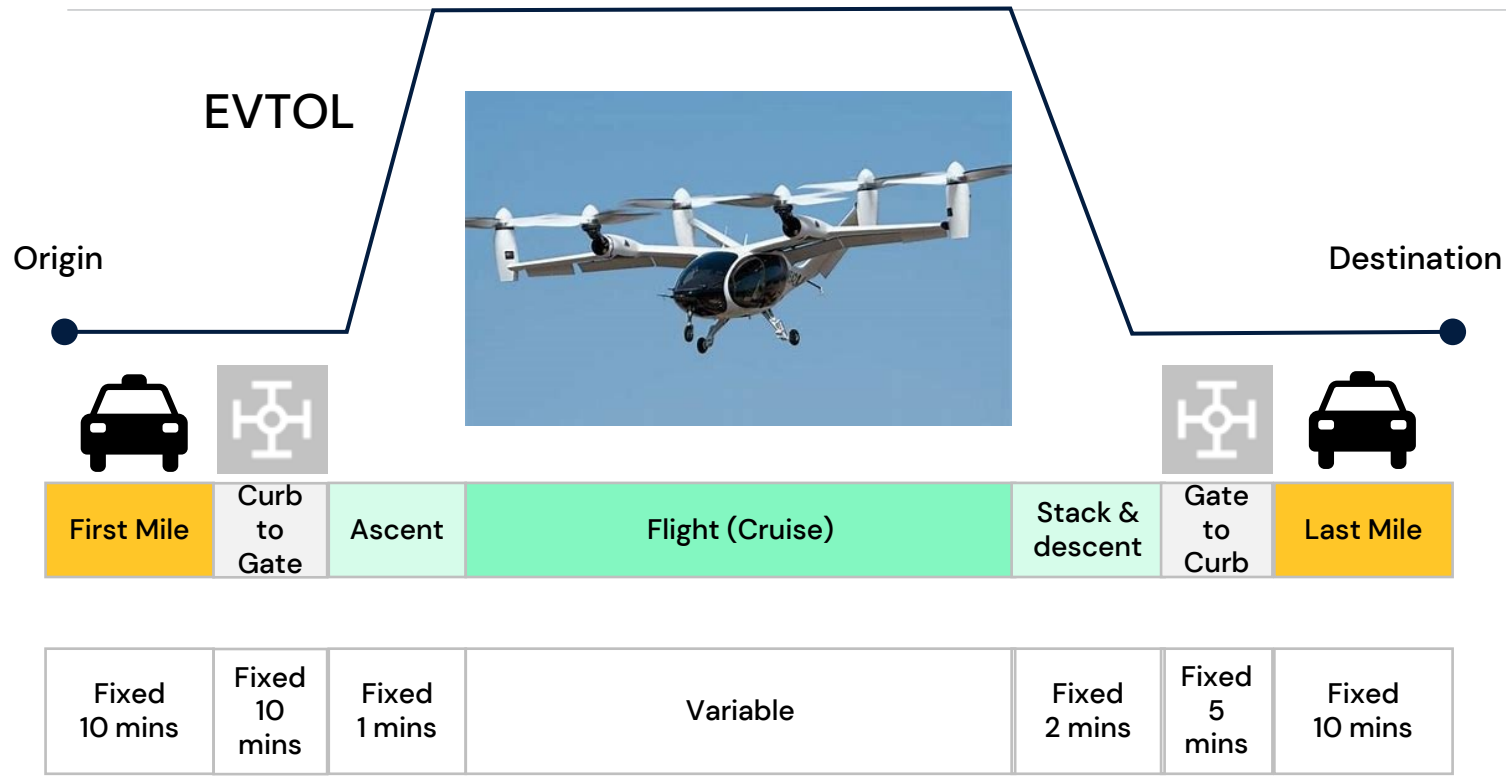 EVTOL
Origin
Destination
First Mile
Curb
to
Gate
Ascent
Flight (Cruise)
Stack &
descent
Gate
to
Curb
Last Mile
Fixed
10 mins
Fixed
10
mins
Fixed
1 mins
Variable
Fixed
2 mins
Fixed
5
mins
Fixed
10 mins